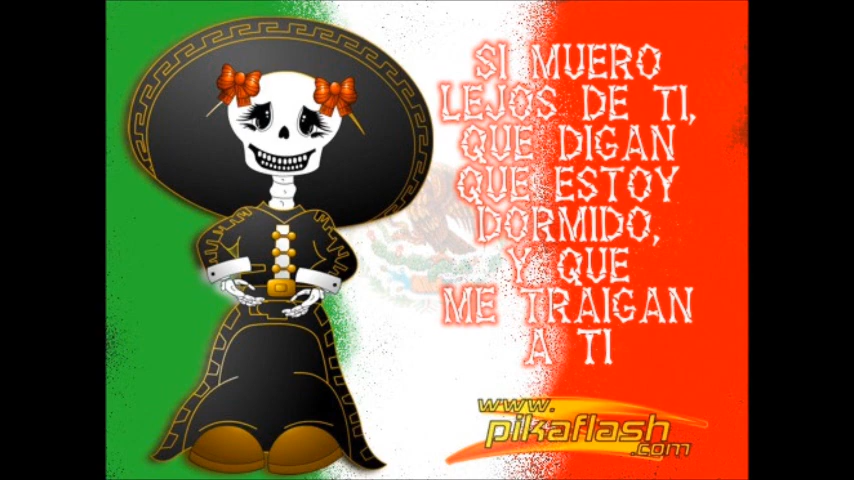 SI MUERO
LEJOS DE TI,
QUE DIGAN
QUE ESTOY
DORMIDO,
Y QUE
ME TRAIGAN
A TI
www.
pikaflash
.com